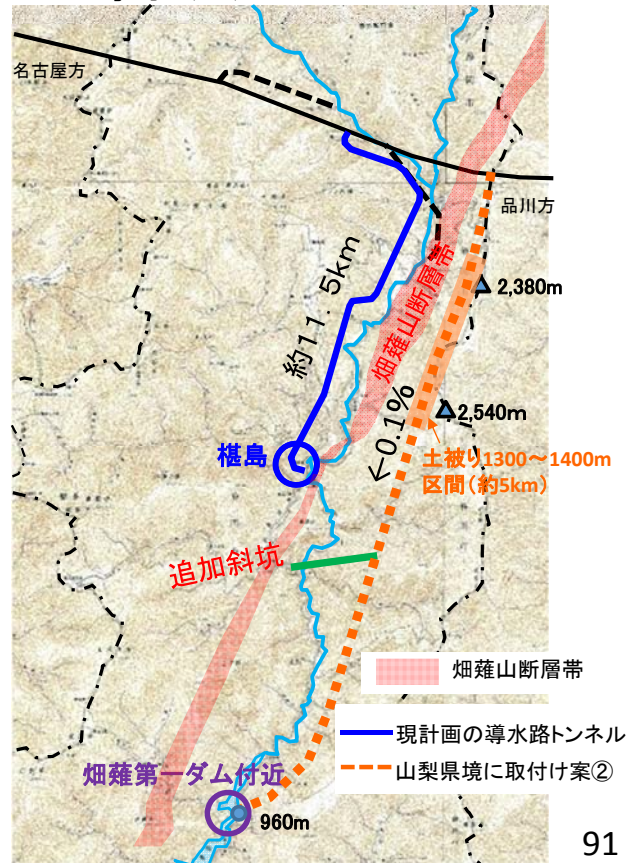 名古屋方
品川方
2,380m
約11.5km
畑薙山断層帯
2,540m
←0.1%
土被り1300～1400m
区間(約5km)
椹島
追加斜坑
畑薙山断層帯
現計画の導水路トンネル
山梨県境に取付け案②
畑薙第一ダム付近
960m
91